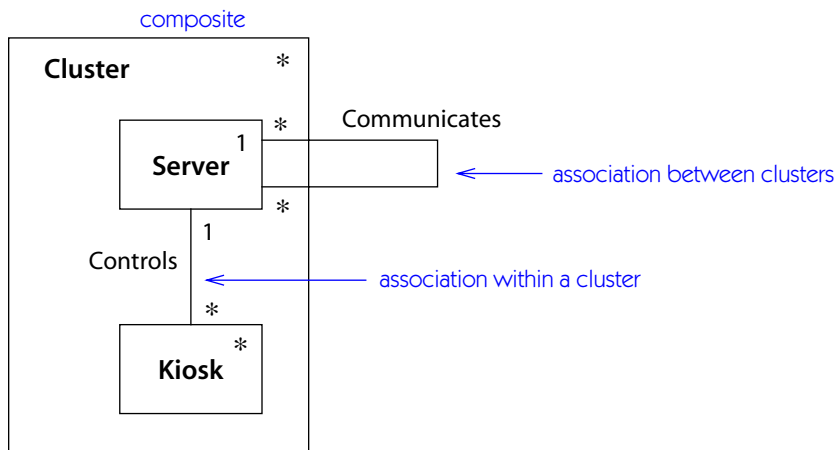 composite
Cluster *
* Communicates
1
Server
association between clusters
*
1
Controls
association within a cluster
*
*
Kiosk